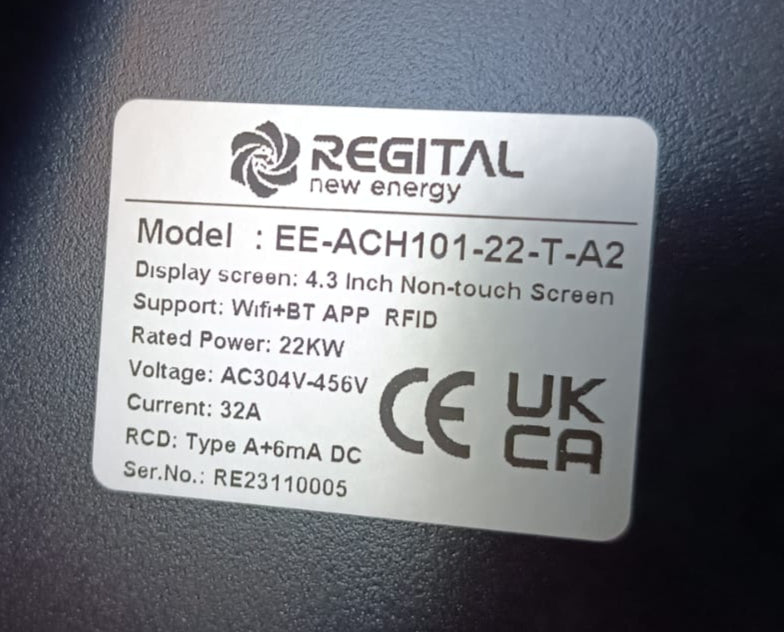 REGITAL
new energy
Model : EE-ACH101-22-T-A2
Display screen: 4.3 Inch Non-touch Screen
Support: Wifi+BT APP RFID
Rated Power: 22KW
Voltage: AC304V-456V
Current: 32A
RCD: Type A+6mA DC
Ser.No.: RE23110005
CE
UK
CA